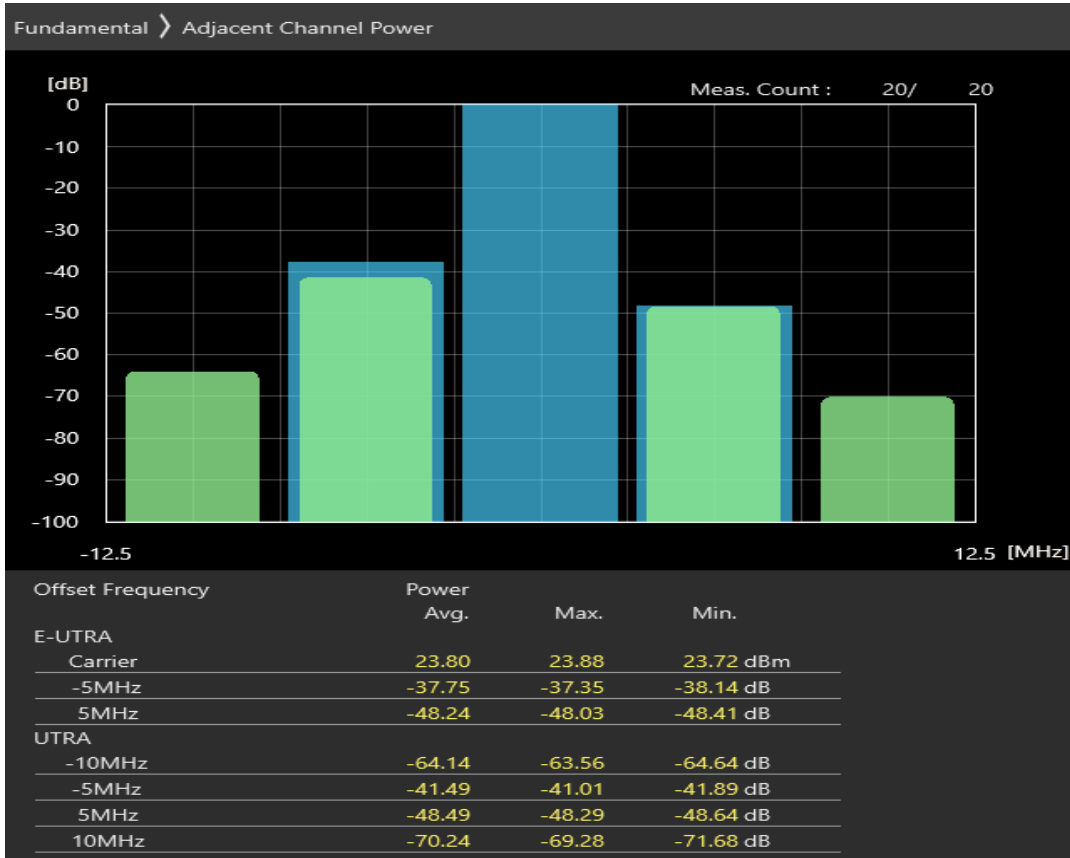 Fundamental 〉 Adjacent Channel Power
[dB]
Meas. Count : 20/ 20
0
-10
-20
-30
-40
-50
-60
-70
-80
-90
-100
-12.5 12.5 [MHz]
Offset Frequency Power
Avg. Max. Min.
E-UTRA
Carrier 23.80 23.88 23.72 dBm
-5MHz -37.75 -37.35 -38.14 dB
5MHz -48.24 -48.03 -48.41 dB
UTRA
-10MHz -64.14 -63.56 -64.64 dB
-5MHz -41.49 -41.01 -41.89 dB
5MHz -48.49 -48.29 -48.64 dB
10MHz -70.24 -69.28 -71.68 dB